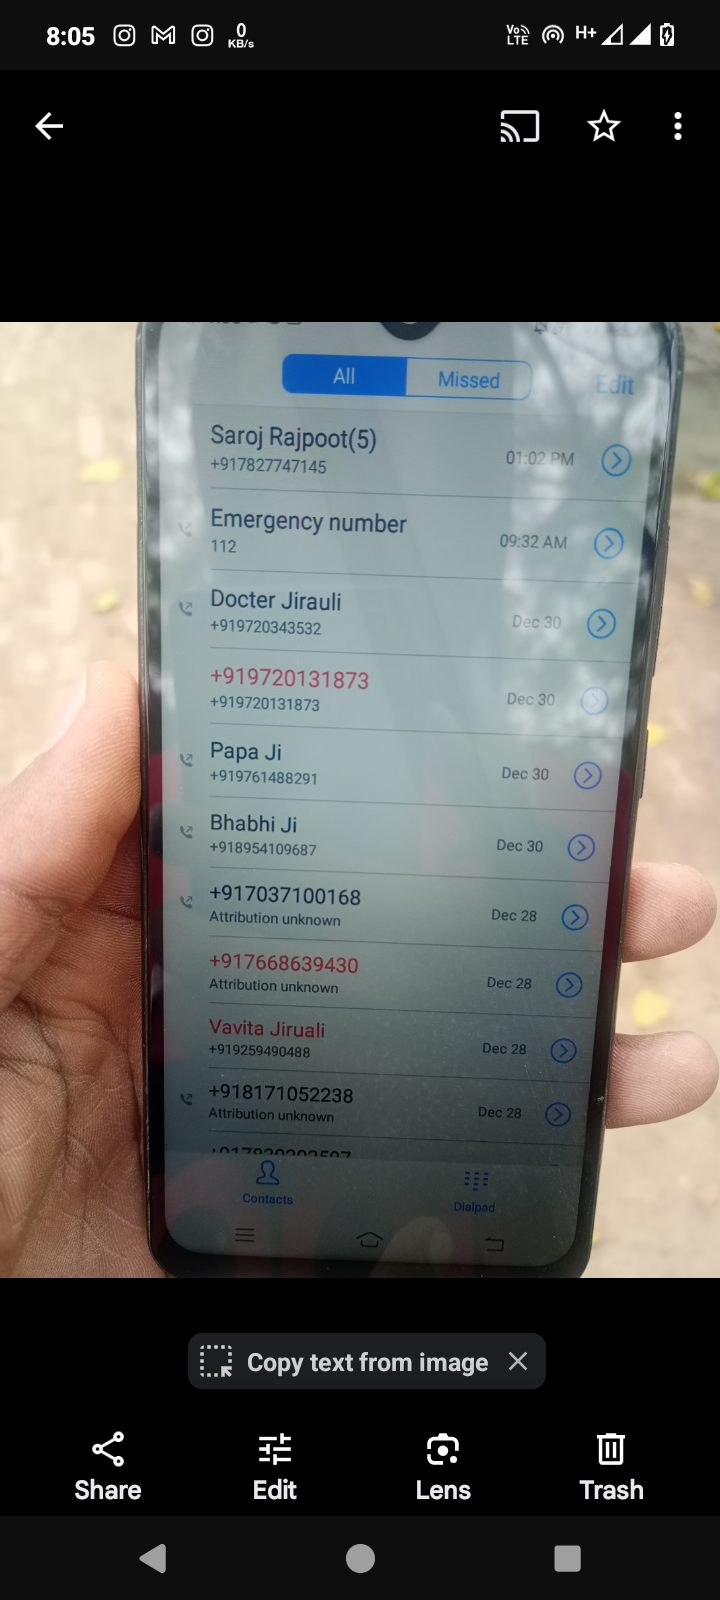 8:05
0
KB/s
Vo))
LTE
H+
All
Missed
Edit
Saroj Rajpoot(5)
+917827747145
01:02 PM
Emergency number
112
09:32 AM
Docter Jirauli
+919720343532
Dec 30
+919720131873
+919720131873
Dec 30
Papa Ji
+919761488291
Dec 30
Bhabhi Ji
+918954109687
Dec 30
+917037100168
Attribution unknown
Dec 28
+917668639430
Attribution unknown
Dec 28
Vavita Jiruali
+919259490488
Dec 28
+918171052238
Attribution unknown
Dec 28
Contacts
Dialpad
Copy text from image
Share
Edit
Lens
Trash